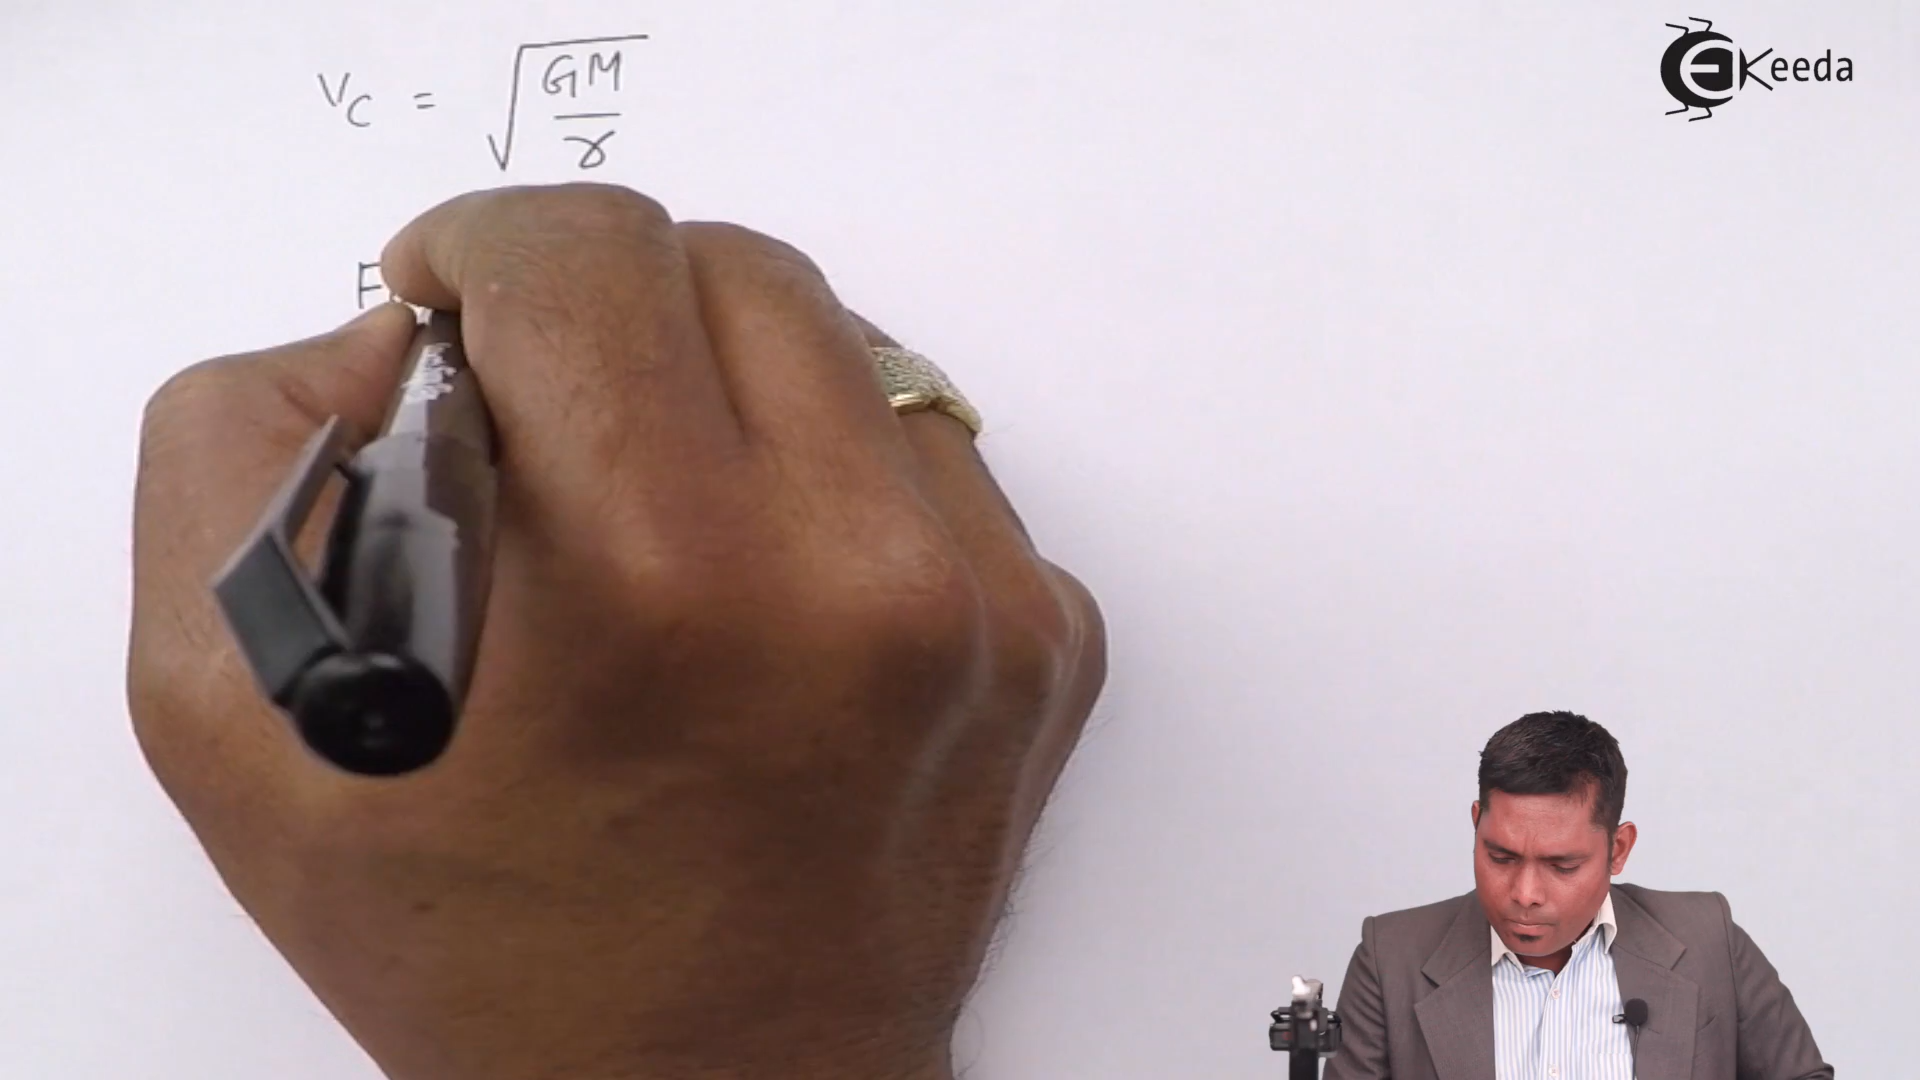 Keeda
V_C = √(GM/r)
F